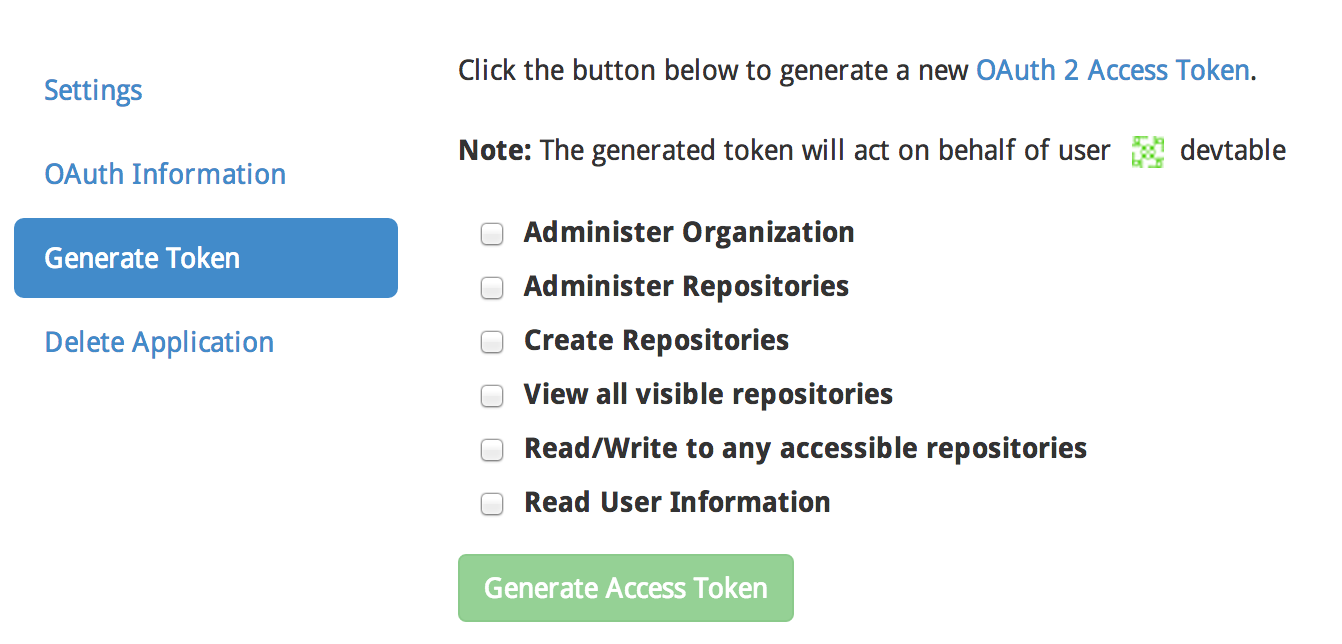 Settings
OAuth Information
Generate Token
Delete Application
Click the button below to generate a new OAuth 2 Access Token.
Note: The generated token will act on behalf of user devtable
Administer Organization
Administer Repositories
Create Repositories
View all visible repositories
Read/Write to any accessible repositories
Read User Information
Generate Access Token